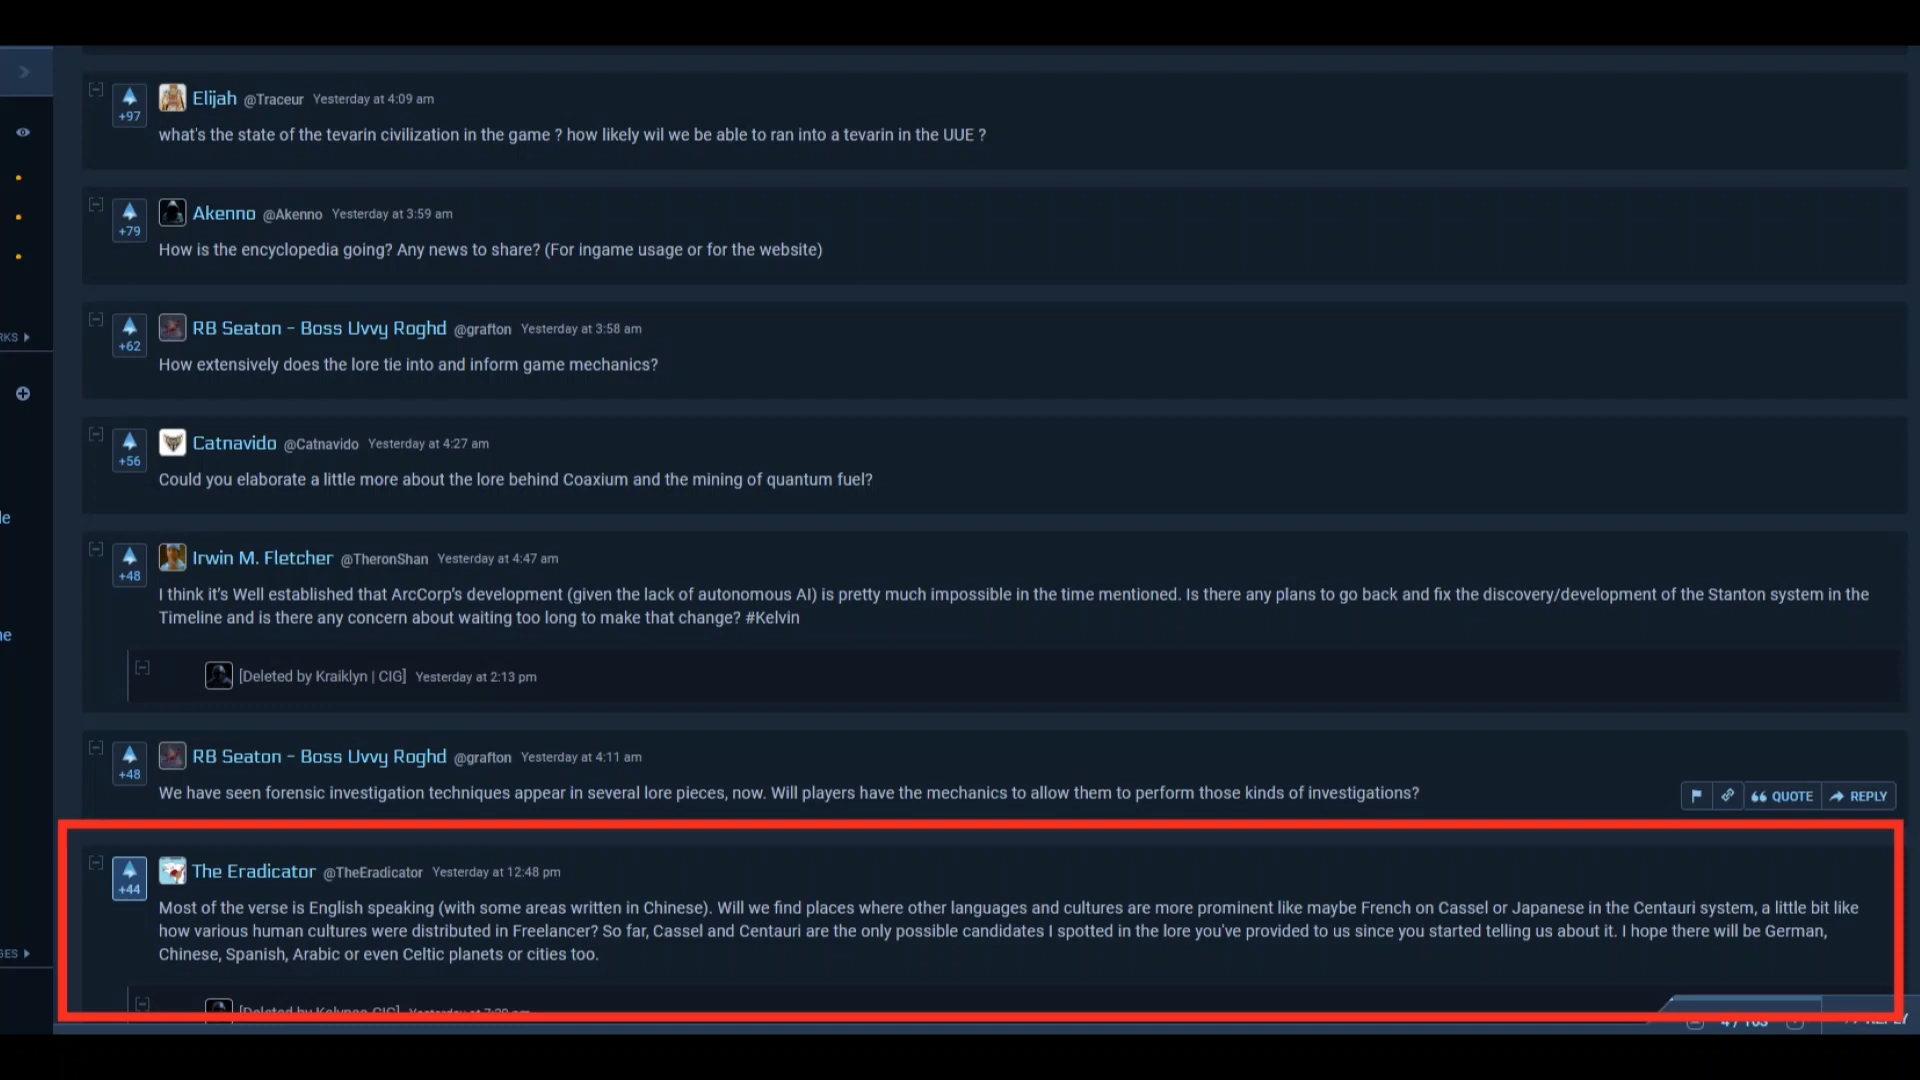 [-]
+97
Elijah @Traceur Yesterday at 4:09 am
what's the state of the tevarin civilization in the game ? how likely wil we be able to ran into a tevarin in the UUE ?
[-]
+79
Akenno @Akenno Yesterday at 3:59 am
How is the encyclopedia going? Any news to share? (For ingame usage or for the website)
[-]
+62
RB Seaton - Boss Uvvy Roghd @grafton Yesterday at 3:58 am
How extensively does the lore tie into and inform game mechanics?
RKS
[-]
+56
Catnavido @Catnavido Yesterday at 4:27 am
Could you elaborate a little more about the lore behind Coaxium and the mining of quantum fuel?
[-]
+48
Irwin M. Fletcher @TheronShan Yesterday at 4:47 am
I think it's Well established that ArcCorp's development (given the lack of autonomous AI) is pretty much impossible in the time mentioned. Is there any plans to go back and fix the discovery/development of the Stanton system in the
Timeline and is there any concern about waiting too long to make that change? #Kelvin
[-]
[Deleted by Kraiklyn | CIG] Yesterday at 2:13 pm
[-]
+48
RB Seaton - Boss Uvvy Roghd @grafton Yesterday at 4:11 am
We have seen forensic investigation techniques appear in several lore pieces, now. Will players have the mechanics to allow them to perform those kinds of investigations?
QUOTE REPLY
[-]
+44
The Eradicator @TheEradicator Yesterday at 12:48 pm
Most of the verse is English speaking (with some areas written in Chinese). Will we find places where other languages and cultures are more prominent like maybe French on Cassel or Japanese in the Centauri system, a little bit like
how various human cultures were distributed in Freelancer? So far, Cassel and Centauri are the only possible candidates I spotted in the lore you've provided to us since you started telling us about it. I hope there will be German,
Chinese, Spanish, Arabic or even Celtic planets or cities too.
GES
[-]
[Deleted by Kelypso CIG] Yesterday at
4 / 163
REPLY